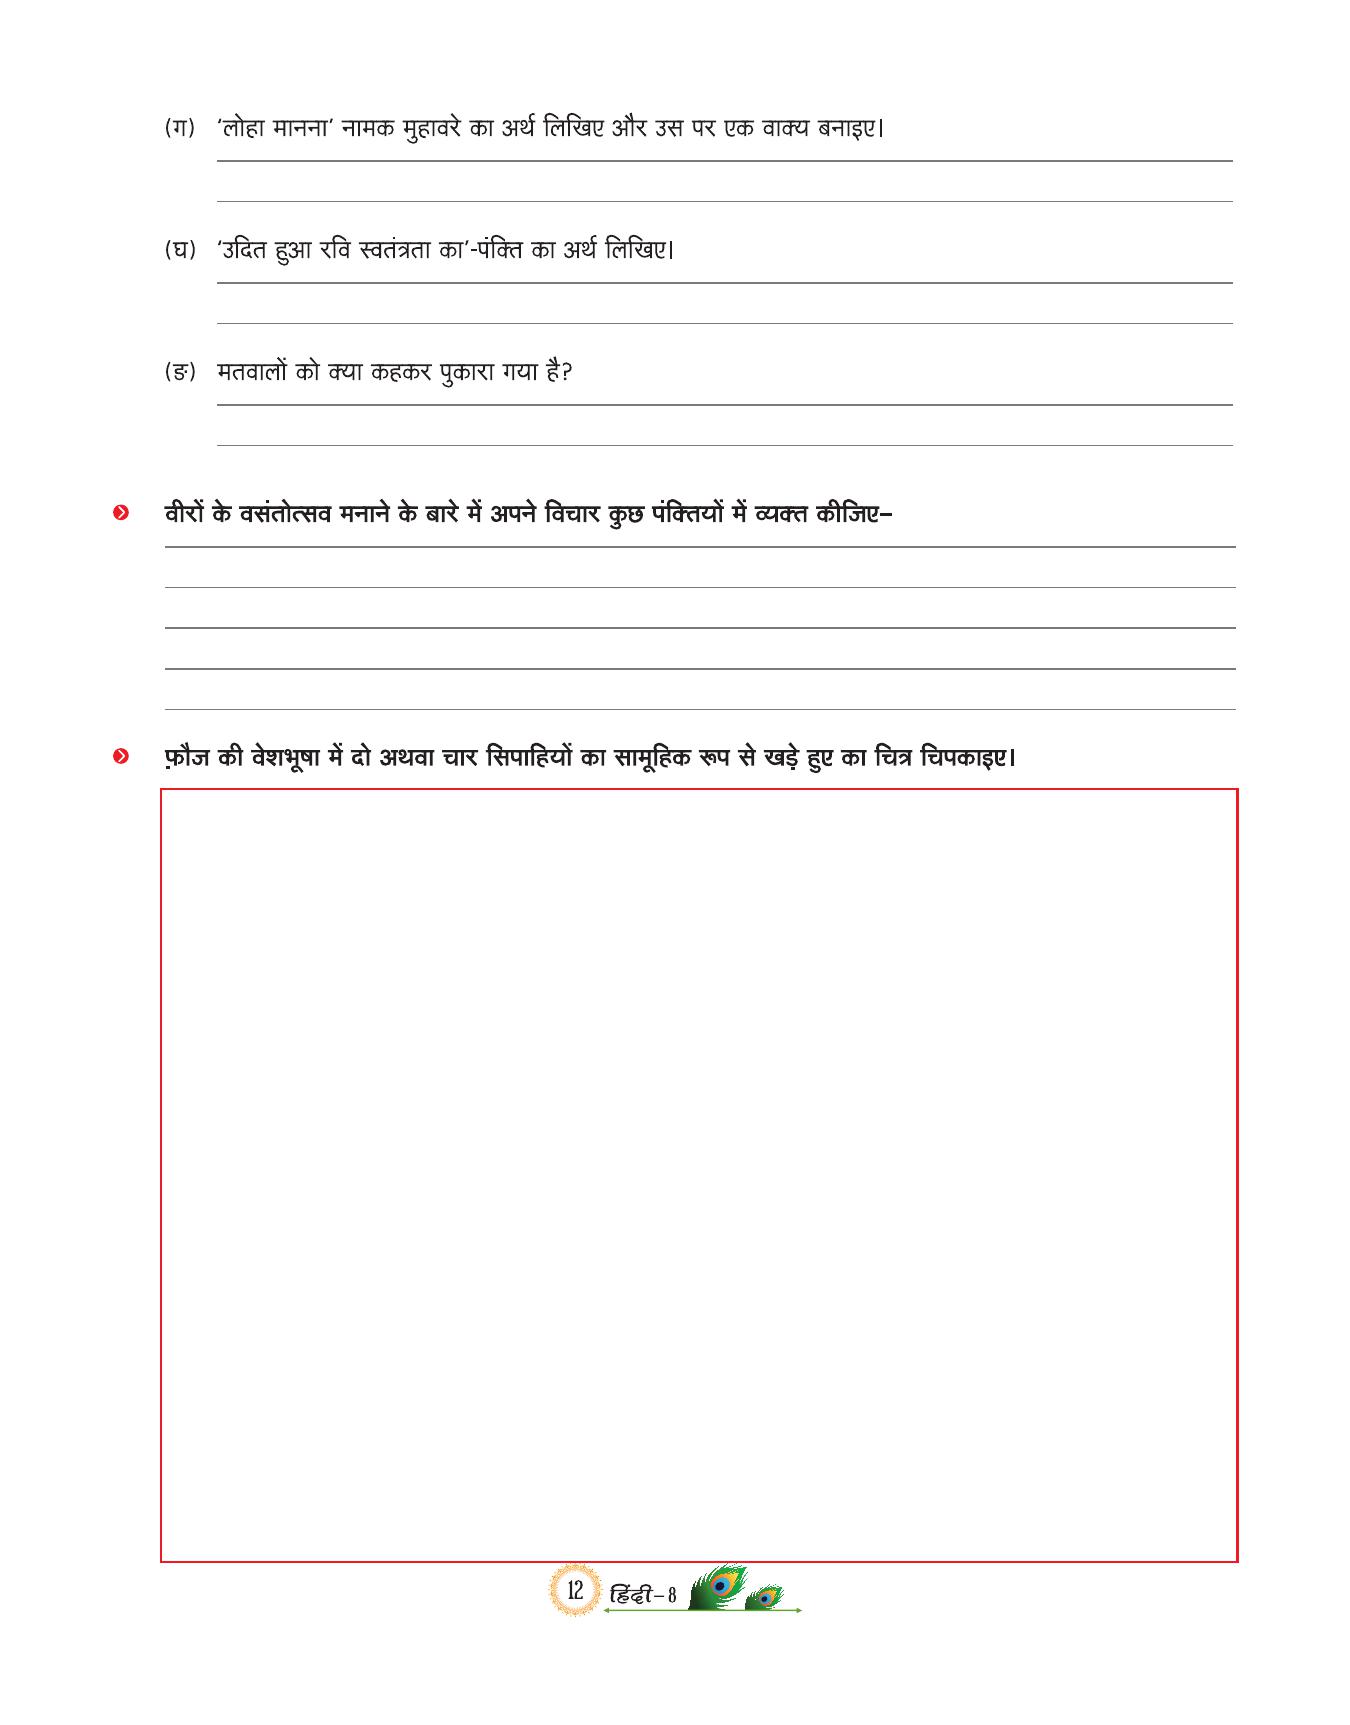 (ग) ‘लोहा मानना’ नामक मुहावरे का अर्थ लिखिए और उस पर एक वाक्य बनाइए।
(घ) ‘उदित हुआ रवि स्वतंत्रता का’-पंक्ति का अर्थ लिखिए।
(ङ) मतवालों को क्या कहकर पुकारा गया है?
वीरों के वसंतोत्सव मनाने के बारे में अपने विचार कुछ पंक्तियों में व्यक्त कीजिए–
फ़ौज की वेशभूषा में दो अथवा चार सिपाहियों का सामूहिक रूप से खड़े हुए का चित्र चिपकाइए।
12 हिंदी–8